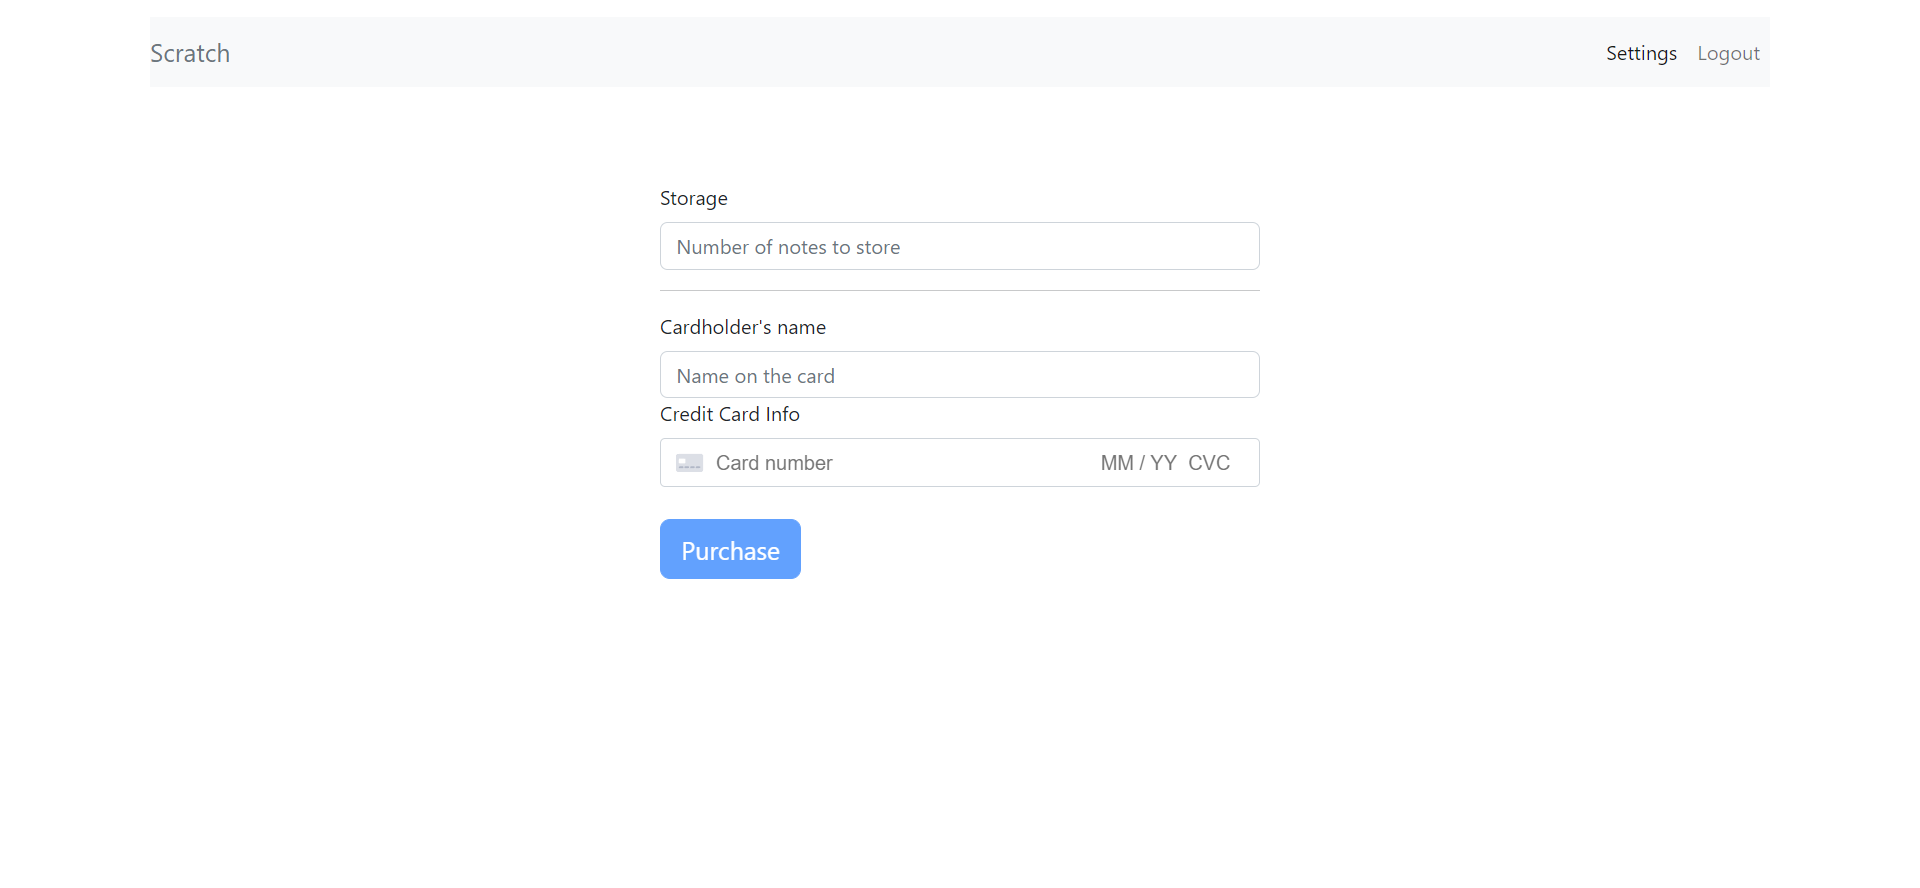 Scratch Settings Logout
Storage
Number of notes to store
Cardholder's name
Name on the card
Credit Card Info
Card number MM / YY CVC
Purchase